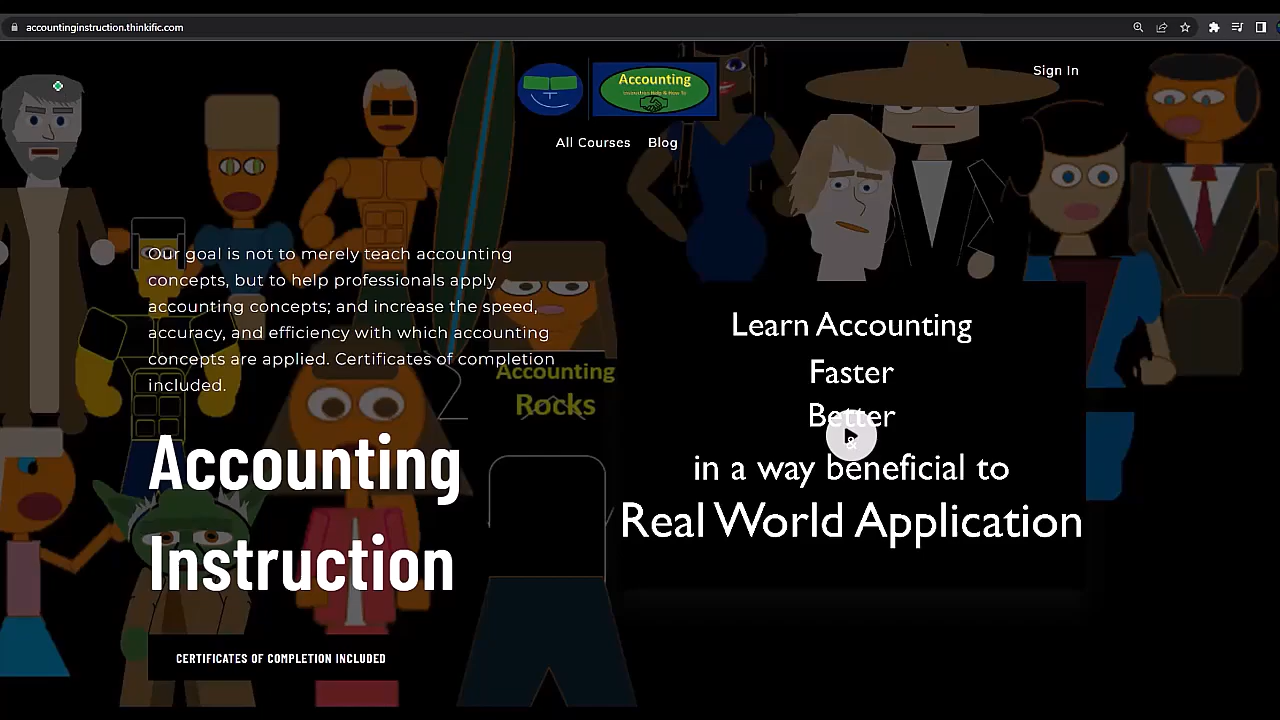 accountinginstruction.thinkific.com
Sign In
Accounting
All Courses Blog
Our goal is not to merely teach accounting
concepts, but to help professionals apply
accounting concepts; and increase the speed,
accuracy, and efficiency with which accounting
concepts are applied. Certificates of completion
included.
Accounting
Rocks
Accounting
Instruction
CERTIFICATES OF COMPLETION INCLUDED
Learn Accounting
Faster
Better
&
in a way beneficial to
Real World Application